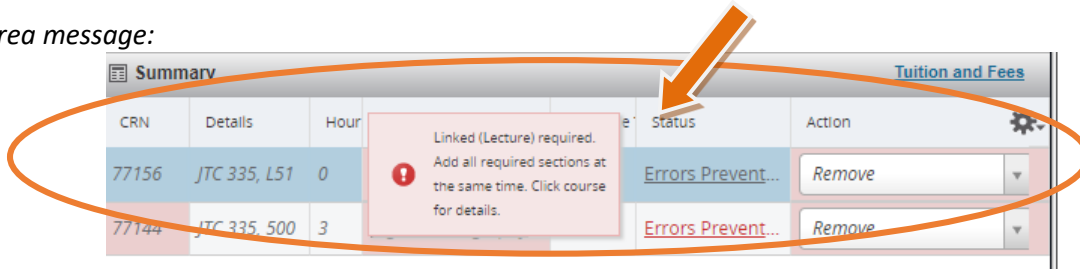 rea message:
Summary Tuition and Fees
CRN Details Hour Status Action
Linked (Lecture) required.
Add all required sections at
the same time. Click course
for details.
77156 JTC 335, L51 0 Errors Prevent... Remove
77144 JTC 335, 500 3 Errors Prevent... Remove